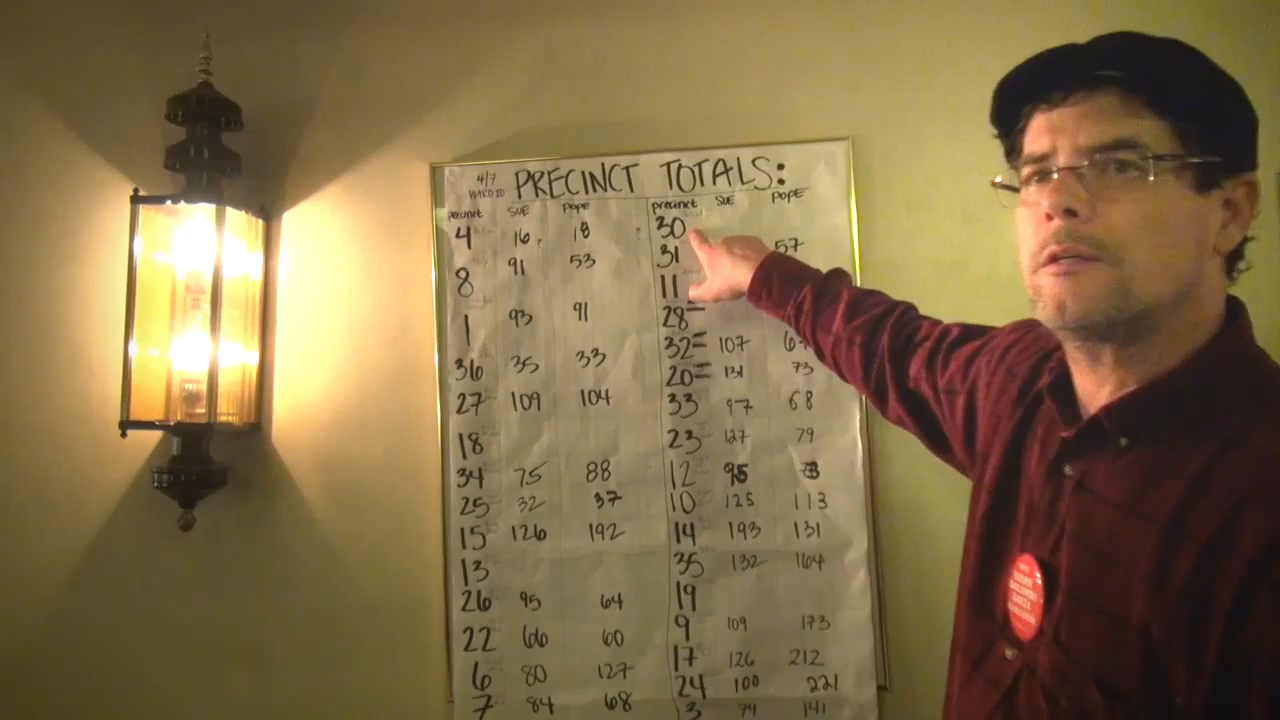 4/7
WARD 10
PRECINCT TOTALS:
precinct SUE POPE
4 16 18
8 91 53
1 93 91
36 35 33
27 109 104
18
34 75 88
25 32 37
15 126 192
13
26 95 64
22 66 60
6 80 127
7 84 68
precinct SUE POPE
30
31 57
11
28 =
32 = 107
20 = 131 73
33 97 68
23 127 79
12 95
10 125 113
14 193 131
35 132 164
19
9 109 173
17 126 212
24 100 221
3 79 141